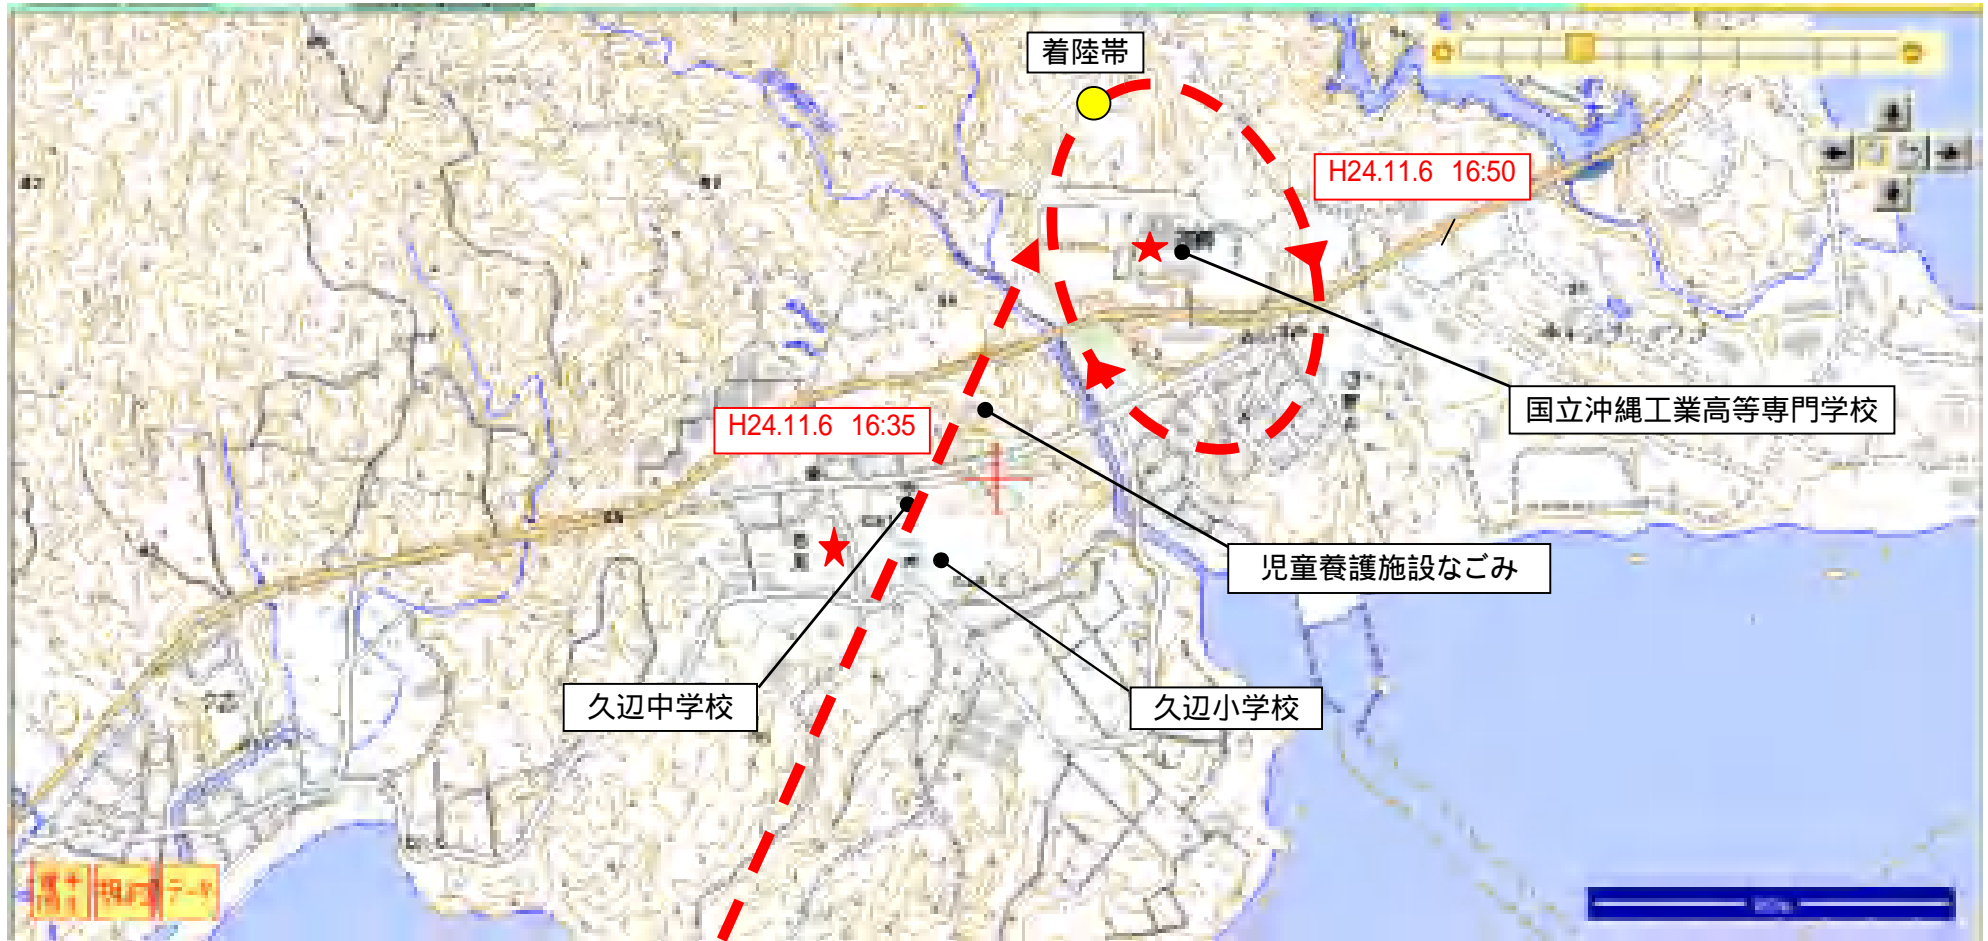 着陸帯
H24.11.6 16:50
国立沖縄工業高等専門学校
H24.11.6 16:35
児童養護施設なごみ
久辺中学校
久辺小学校